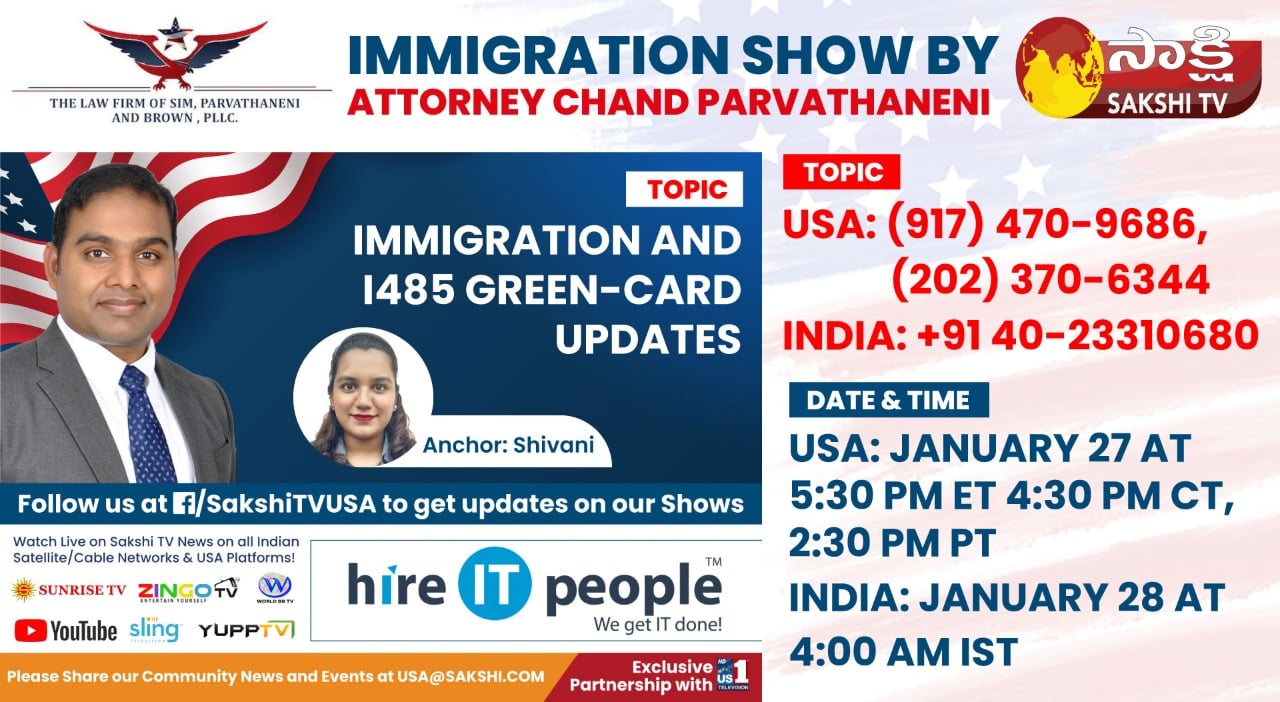 THE LAW FIRM OF SIM, PARVATHANENI
AND BROWN , PLLC.
IMMIGRATION SHOW BY
ATTORNEY CHAND PARVATHANENI
సాక్షి
SAKSHI TV
TOPIC
IMMIGRATION AND
I485 GREEN-CARD
UPDATES
Anchor: Shivani
Follow us at f/SakshiTVUSA to get updates on our Shows
Watch Live on Sakshi TV News on all Indian
Satellite/Cable Networks & USA Platforms!
SUNRISE TV
ZINGO TV
ENTERTAIN YOURSELF
W
WORLD BB TV
YouTube
sling
TELEVISION
YUPPTV
hire IT people™
We get IT done!
Please Share our Community News and Events at USA@SAKSHI.COM
Exclusive
Partnership with
HD
US 1
TELEVISION
TOPIC
USA: (917) 470-9686,
(202) 370-6344
INDIA: +91 40-23310680
DATE & TIME
USA: JANUARY 27 AT
5:30 PM ET 4:30 PM CT,
2:30 PM PT
INDIA: JANUARY 28 AT
4:00 AM IST